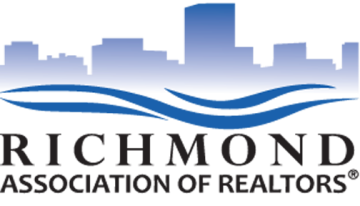 RICHMOND
ASSOCIATION OF REALTORS®